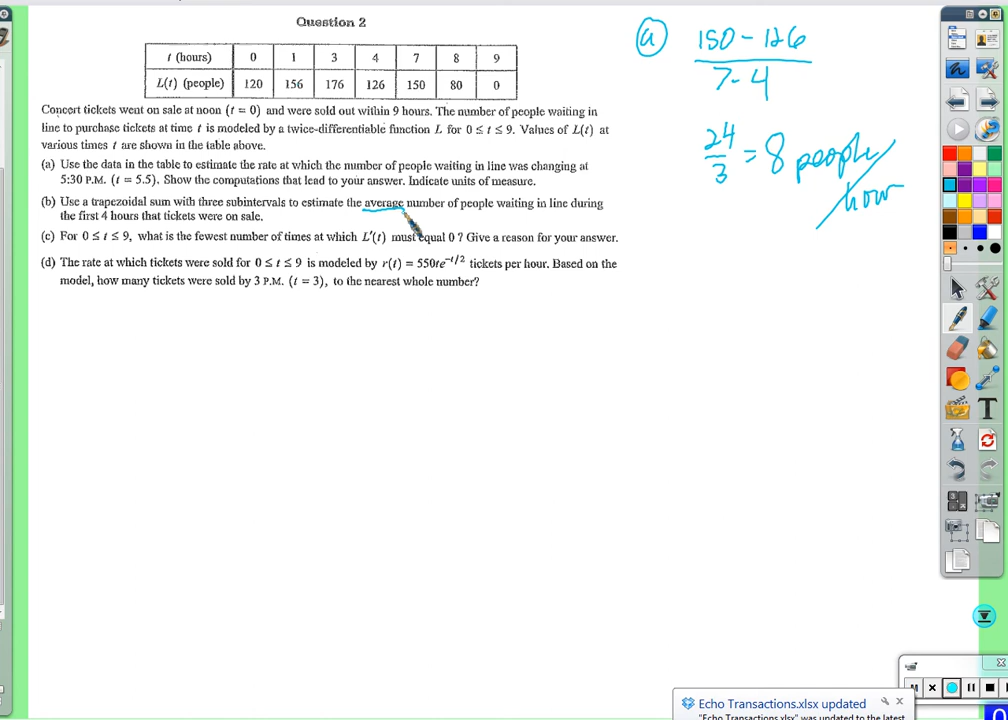 Question 2
t (hours) 0 1 3 4 7 8 9
L(t) (people) 120 156 176 126 150 80 0
Concert tickets went on sale at noon (t = 0) and were sold out within 9 hours. The number of people waiting in
line to purchase tickets at time t is modeled by a twice-differentiable function L for 0 ≤ t ≤ 9. Values of L(t) at
various times t are shown in the table above.
(a) Use the data in the table to estimate the rate at which the number of people waiting in line was changing at
5:30 P.M. (t = 5.5). Show the computations that lead to your answer. Indicate units of measure.
(b) Use a trapezoidal sum with three subintervals to estimate the average number of people waiting in line during
the first 4 hours that tickets were on sale.
(c) For 0 ≤ t ≤ 9, what is the fewest number of times at which L′(t) must equal 0 ? Give a reason for your answer.
(d) The rate at which tickets were sold for 0 ≤ t ≤ 9 is modeled by r(t) = 550te^(−t/2) tickets per hour. Based on the
model, how many tickets were sold by 3 P.M. (t = 3), to the nearest whole number?
(a) 150 - 126
7 - 4
24/3 = 8 people/
hour
T
Echo Transactions.xlsx updated
"Echo Transactions.xlsx" was updated to the latest